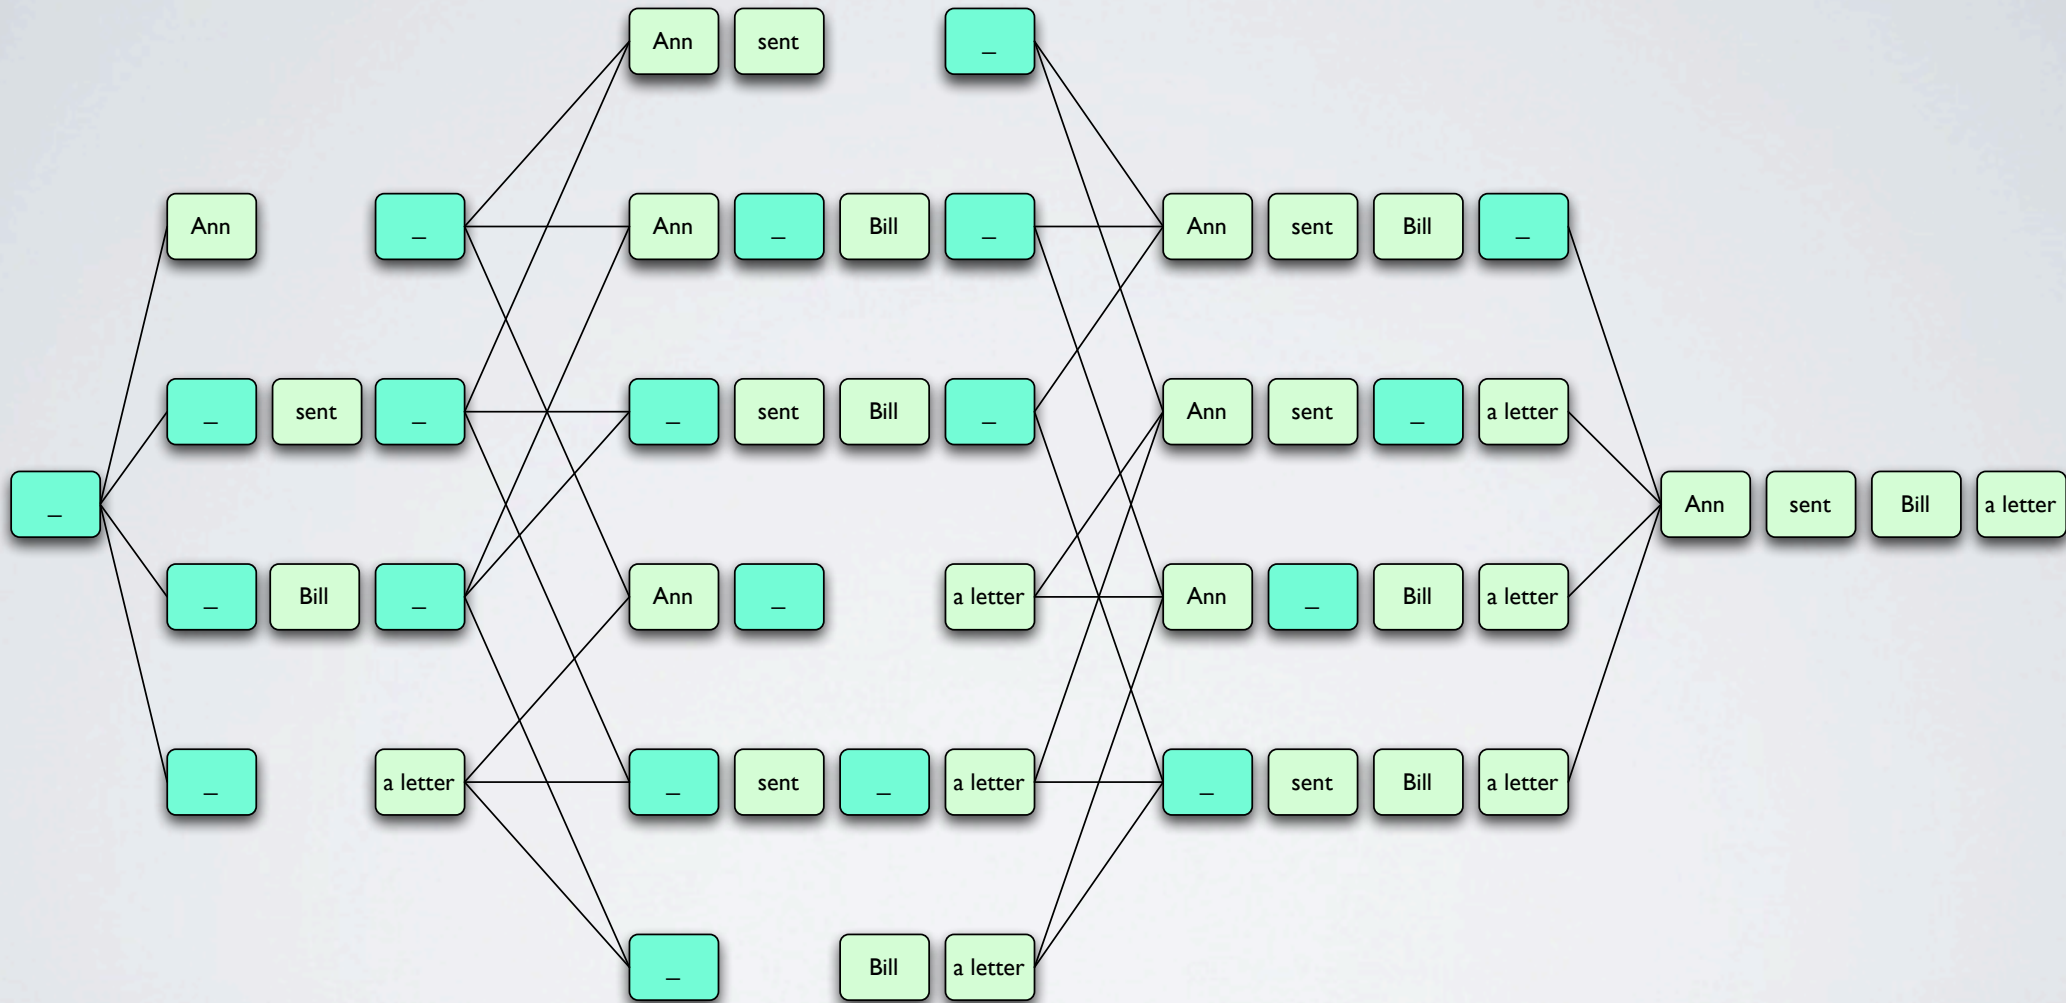 Ann sent _
Ann _ Ann _ Bill _ Ann sent Bill _
_ sent _ _ sent Bill _ Ann sent _ a letter
_ Ann sent Bill a letter
_ Bill _ Ann _ a letter Ann _ Bill a letter
_ a letter _ sent _ a letter _ sent Bill a letter
_ Bill a letter